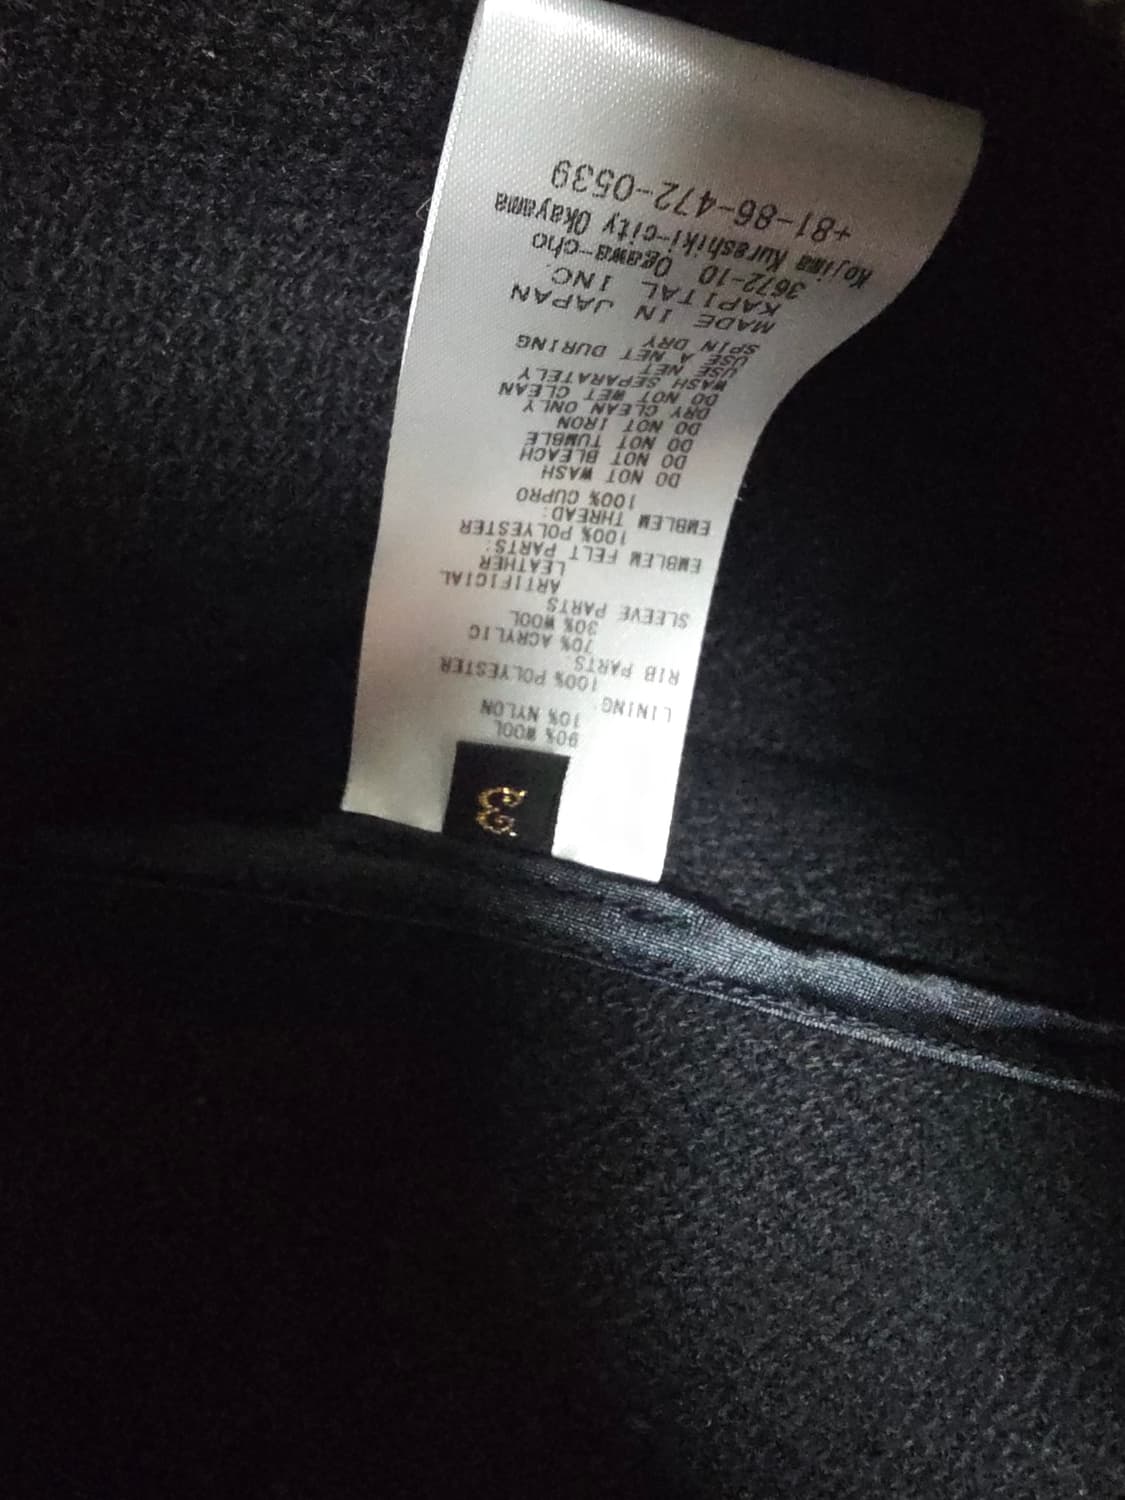 3
90% WOOL
10% NYLON
LINING:
100% POLYESTER
RIB PARTS:
70% ACRYLIC
30% WOOL
SLEEVE PARTS
ARTIFICIAL
LEATHER
EMBLEM FELT PARTS:
100% POLYESTER
EMBLEM THREAD:
100% CUPRO
DO NOT WASH
DO NOT BLEACH
DO NOT TUMBLE
DO NOT IRON
DRY CLEAN ONLY
DO NOT WET CLEAN
WASH SEPARATELY
USE NET
USE A NET DURING
SPIN DRY
MADE IN JAPAN
KAPITAL INC.
3672-10 Ogawa-cho
Kojima Kurashiki-city Okayama
+81-86-472-0539